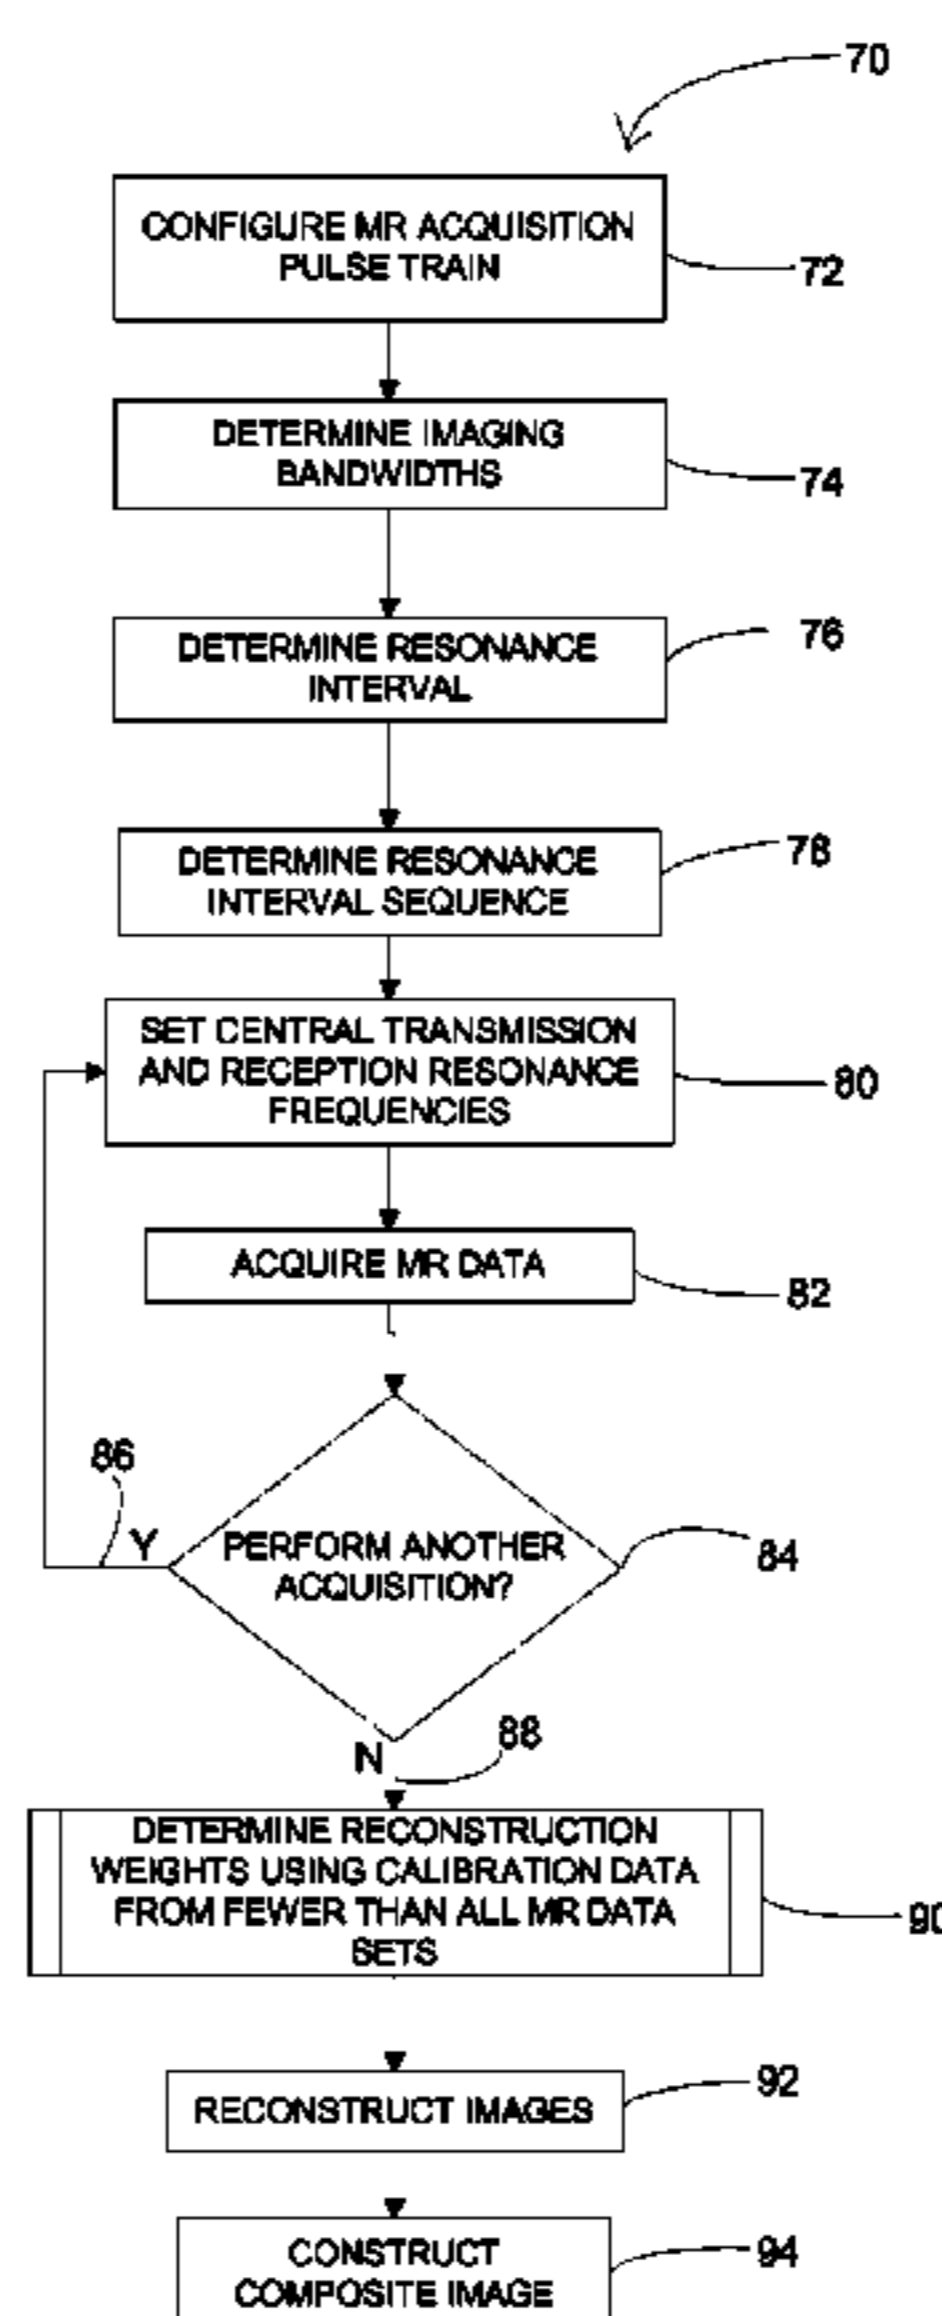 70
CONFIGURE MR ACQUISITION
PULSE TRAIN
72
DETERMINE IMAGING
BANDWIDTHS
74
DETERMINE RESONANCE
INTERVAL
76
DETERMINE RESONANCE
INTERVAL SEQUENCE
78
SET CENTRAL TRANSMISSION
AND RECEPTION RESONANCE
FREQUENCIES
80
ACQUIRE MR DATA
82
86
Y
PERFORM ANOTHER
ACQUISITION?
84
N
88
DETERMINE RECONSTRUCTION
WEIGHTS USING CALIBRATION DATA
FROM FEWER THAN ALL MR DATA
SETS
90
RECONSTRUCT IMAGES
92
CONSTRUCT
COMPOSITE IMAGE
94